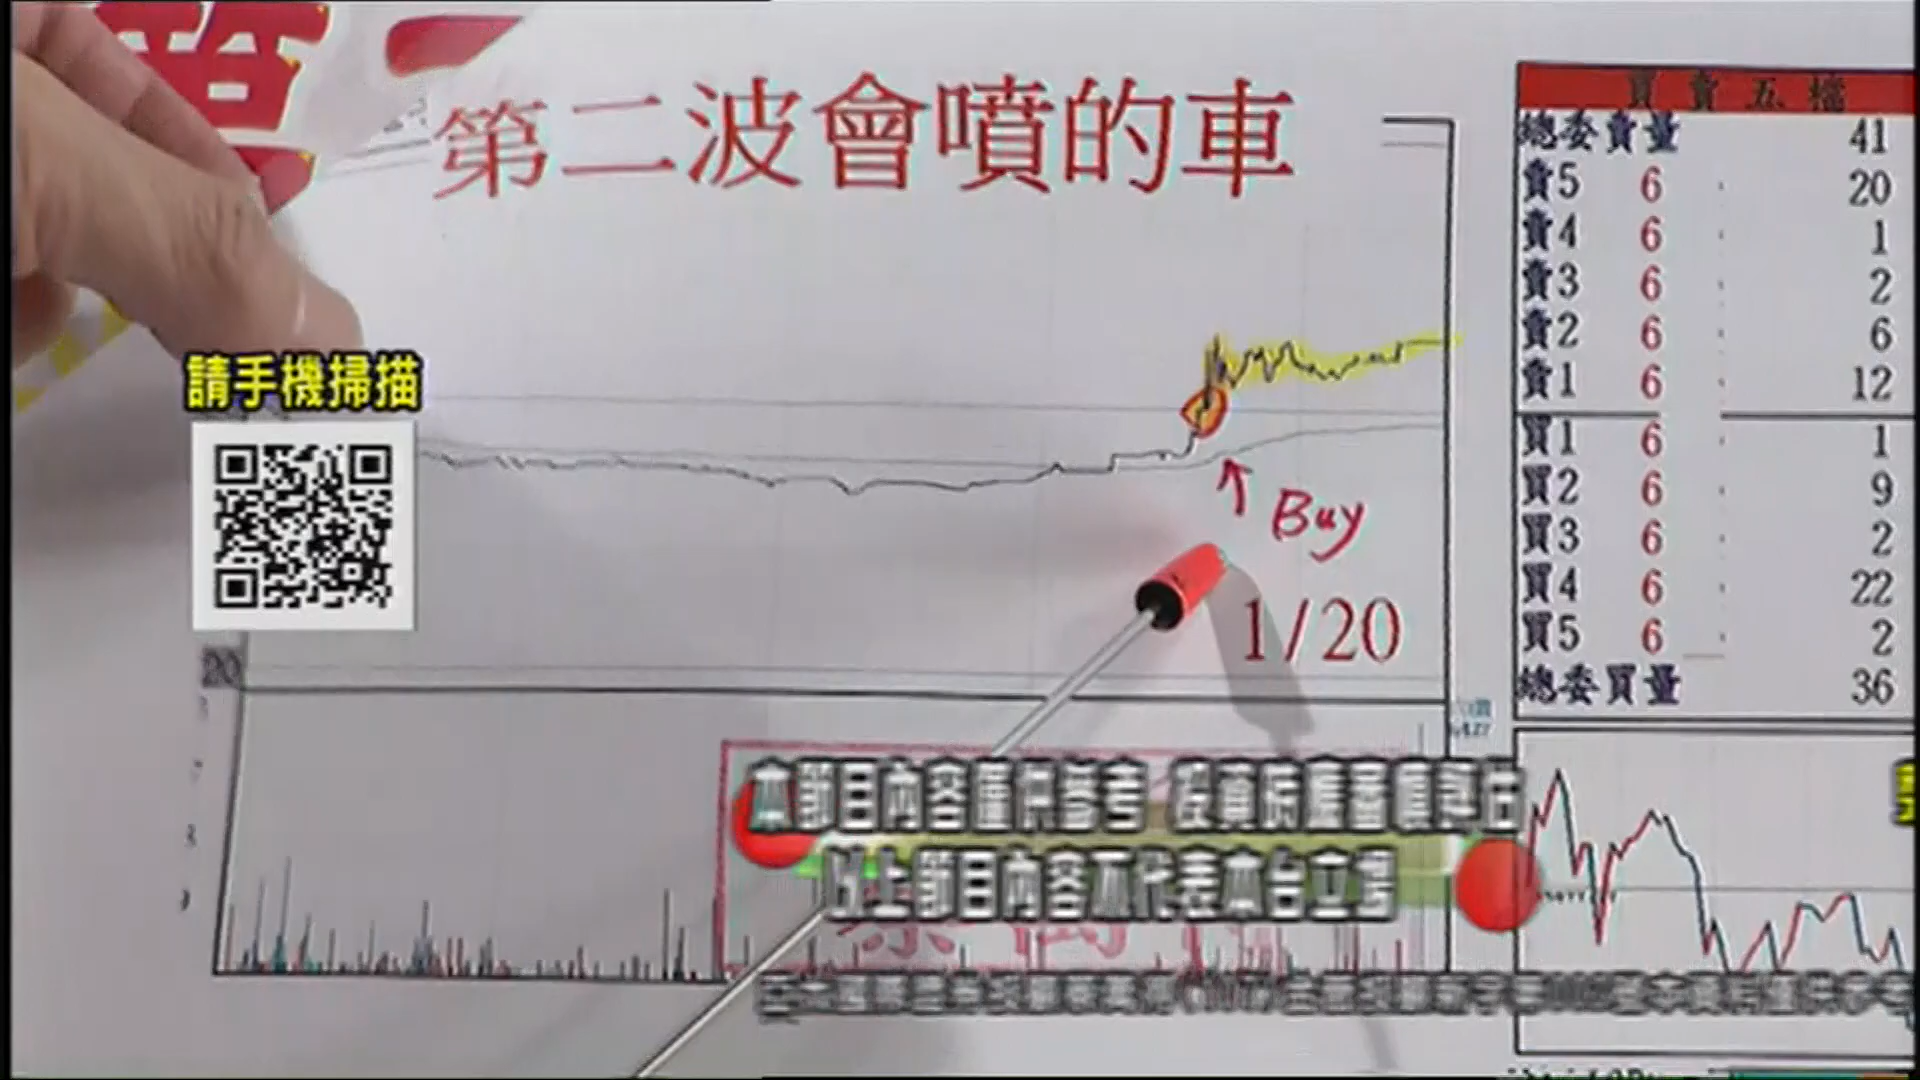 第二
第二波會噴的車
請手機掃描
Buy
1/20
20
買賣五檔
總委賣量 41
賣5 6 20
賣4 6 1
賣3 6 2
賣2 6 6
賣1 6 12
買1 6 1
買2 6 9
買3 6 2
買4 6 22
買5 6 2
總委買量 36
本節目內容僅供參考 投資訊應審慎評估
以上節目內容不代表本台立場